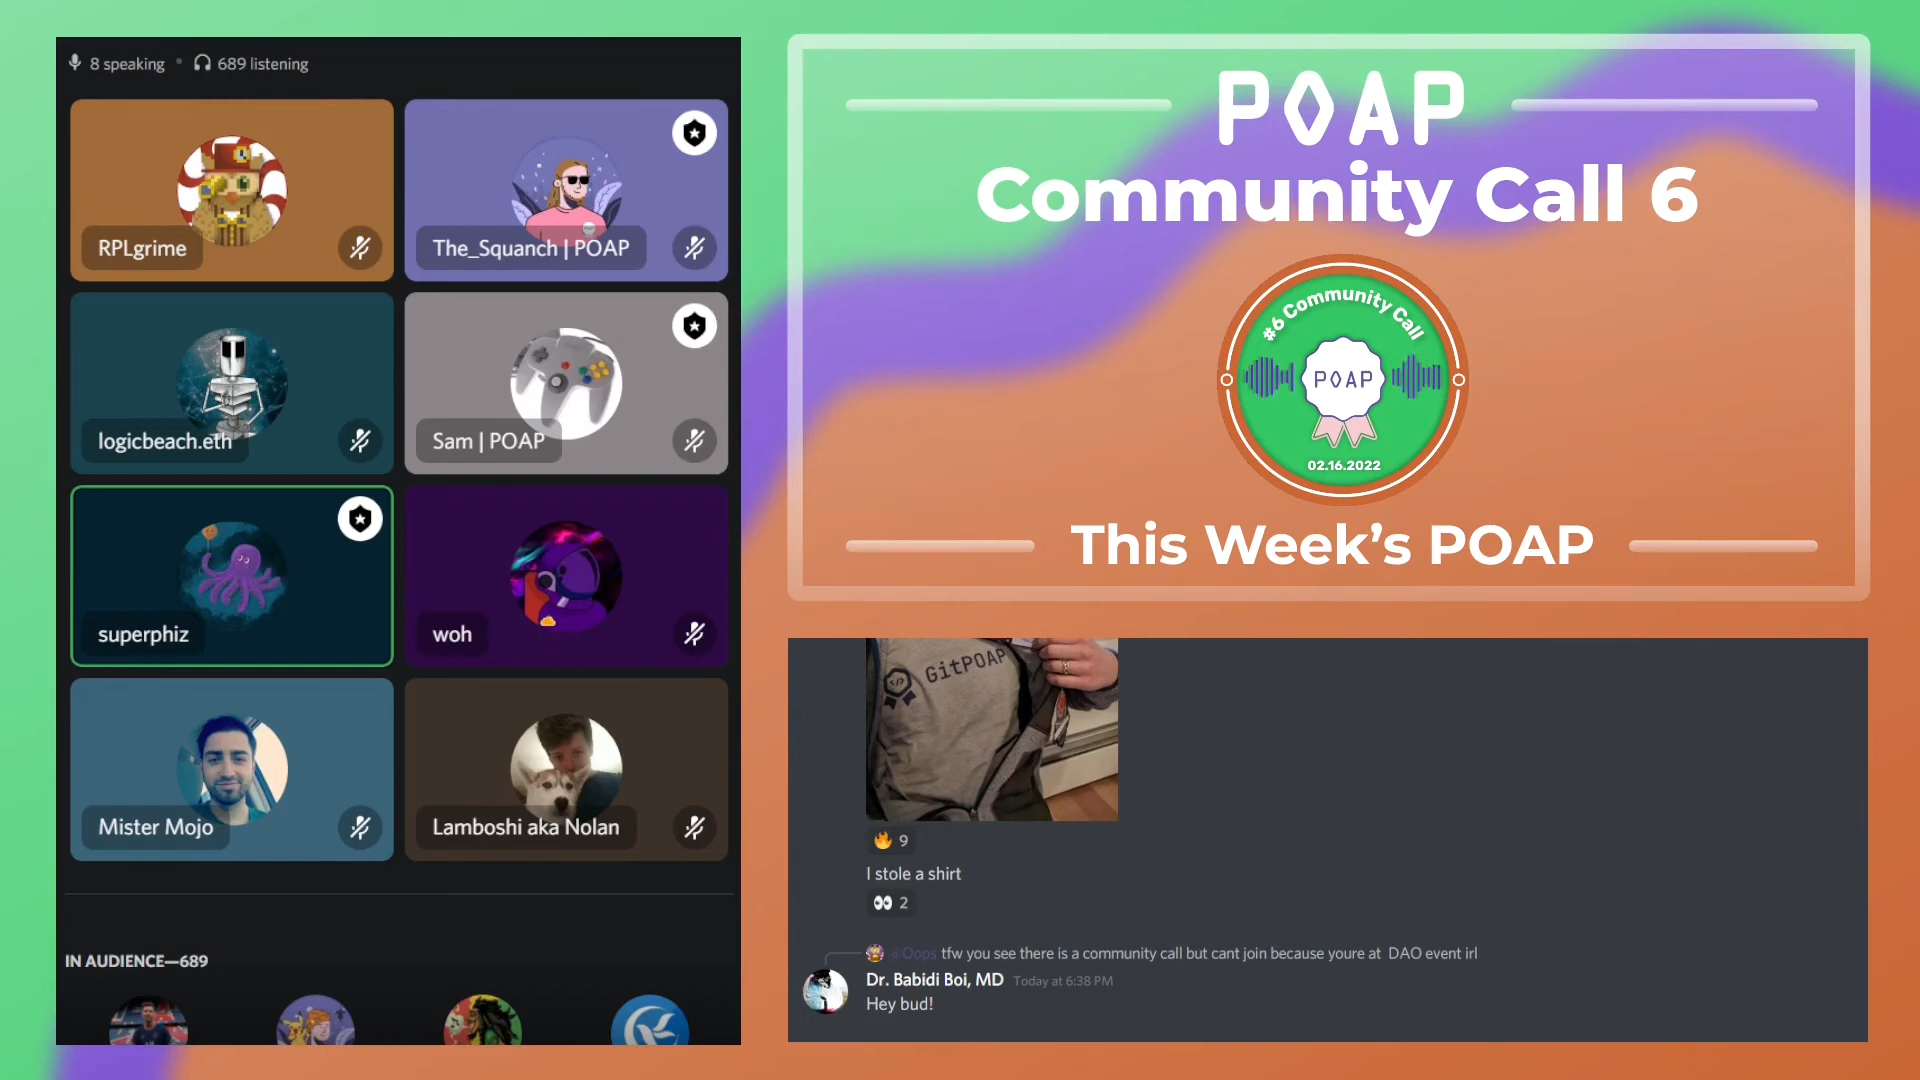 8 speaking • 689 listening
RPLgrime
The_Squanch | POAP
logicbeach.eth
Sam | POAP
superphiz
woh
Mister Mojo
Lamboshi aka Nolan
IN AUDIENCE—689
POAP
Community Call 6
#6 Community Call
POAP
02.16.2022
This Week's POAP
GitPOAP
🔥 9
I stole a shirt
👀 2
@Oops tfw you see there is a community call but cant join because youre at DAO event irl
Dr. Babidi Boi, MD Today at 6:38 PM
Hey bud!